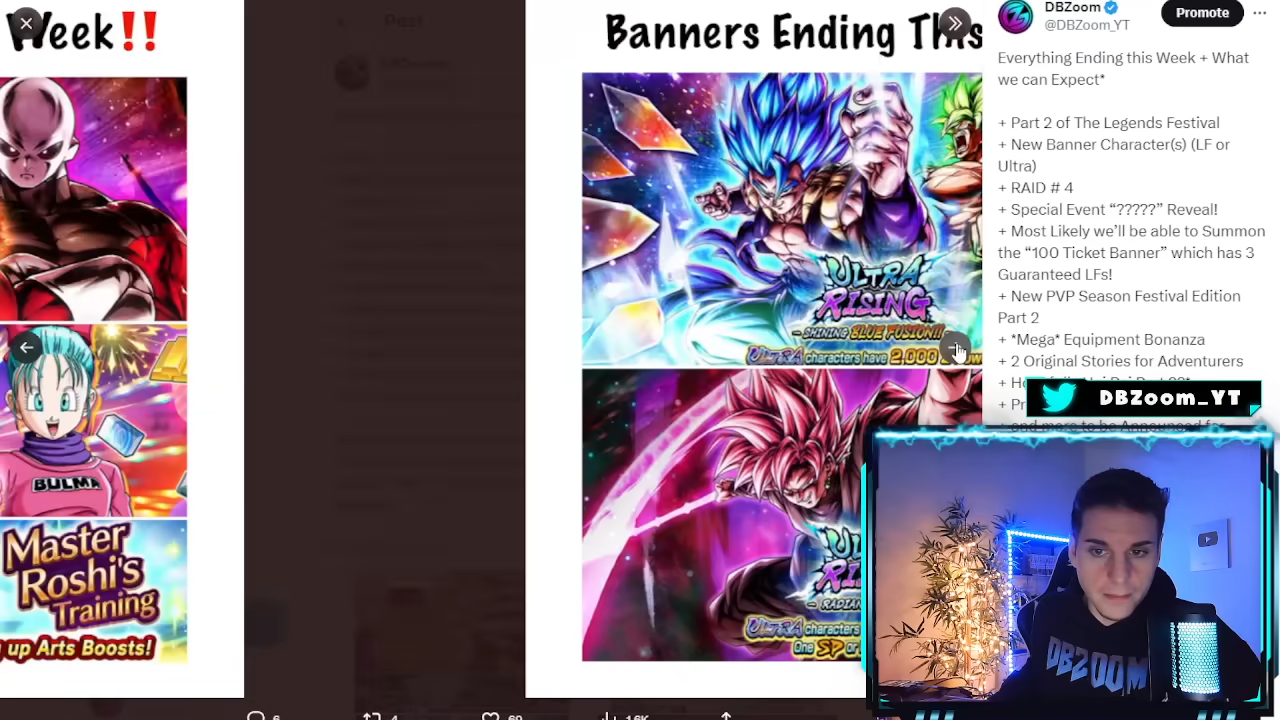 Week‼
BULMA
Master
Roshi's
Training
up Arts Boosts!
Banners Ending This
ULTRA
RISING
- SHINING BLUE FUSION!! -
ULTRA characters have 2,000
- RADIAN
ULTRA characters
One SP or
DBZoom
@DBZoom_YT
Promote
Everything Ending this Week + What
we can Expect*
+ Part 2 of The Legends Festival
+ New Banner Character(s) (LF or
Ultra)
+ RAID # 4
+ Special Event “?????” Reveal!
+ Most Likely we’ll be able to Summon
the “100 Ticket Banner” which has 3
Guaranteed LFs!
+ New PVP Season Festival Edition
Part 2
+ *Mega* Equipment Bonanza
+ 2 Original Stories for Adventurers
DBZoom_YT
DBZOOM